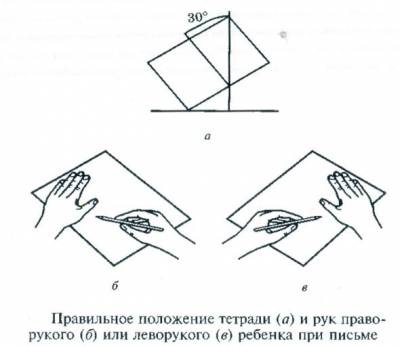 30°
а
б
в
Правильное положение тетради (а) и рук право-
рукого (б) или леворукого (в) ребенка при письме